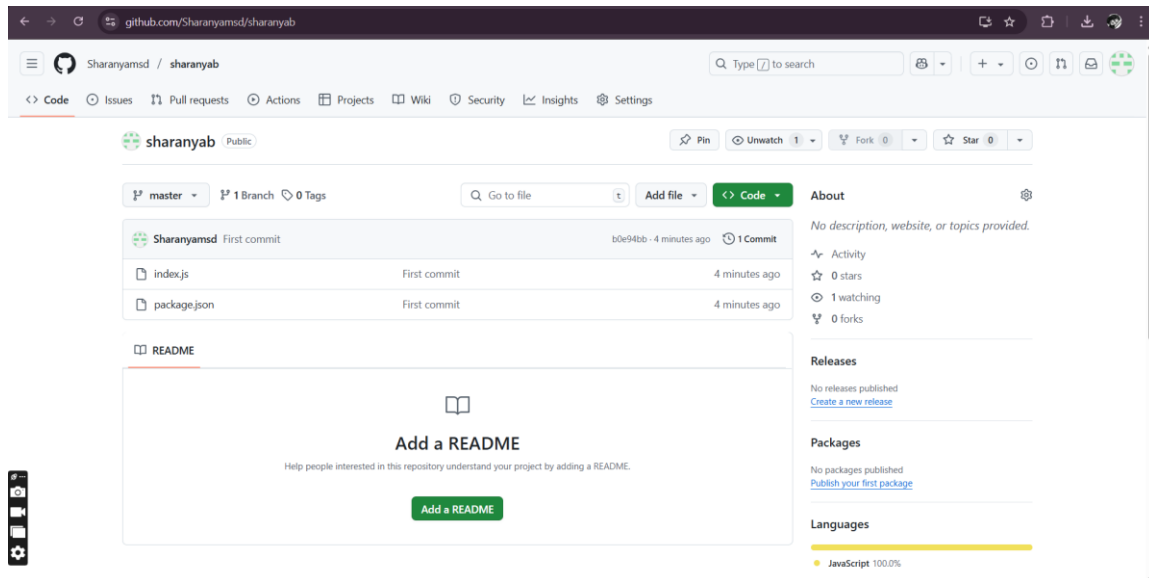 github.com/Sharanyamsd/sharanyab
Sharanyamsd / sharanyab
Type / to search
Code Issues Pull requests Actions Projects Wiki Security Insights Settings
sharanyab Public
Pin Unwatch 1 Fork 0 Star 0
master 1 Branch 0 Tags Go to file t Add file Code
About
No description, website, or topics provided.
Sharanyamsd First commit b0e94bb · 4 minutes ago 1 Commit
index.js First commit 4 minutes ago
package.json First commit 4 minutes ago
Activity
0 stars
1 watching
0 forks
README
Add a README
Help people interested in this repository understand your project by adding a README.
Add a README
Releases
No releases published
Create a new release
Packages
No packages published
Publish your first package
Languages
JavaScript 100.0%